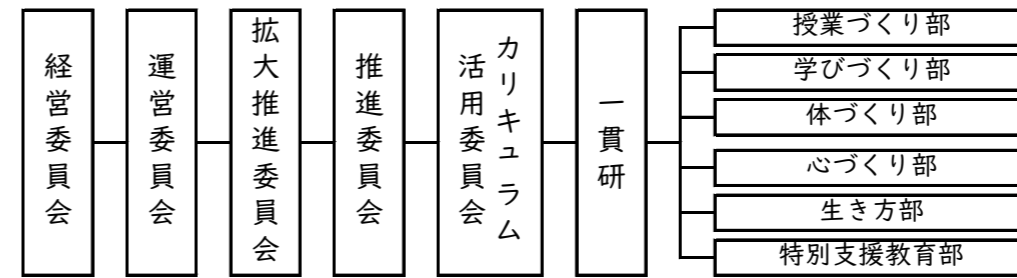 経営委員会
運営委員会
拡大推進委員会
推進委員会
カリキュラム
活用委員会
一貫研
授業づくり部
学びづくり部
体づくり部
心づくり部
生き方部
特別支援教育部